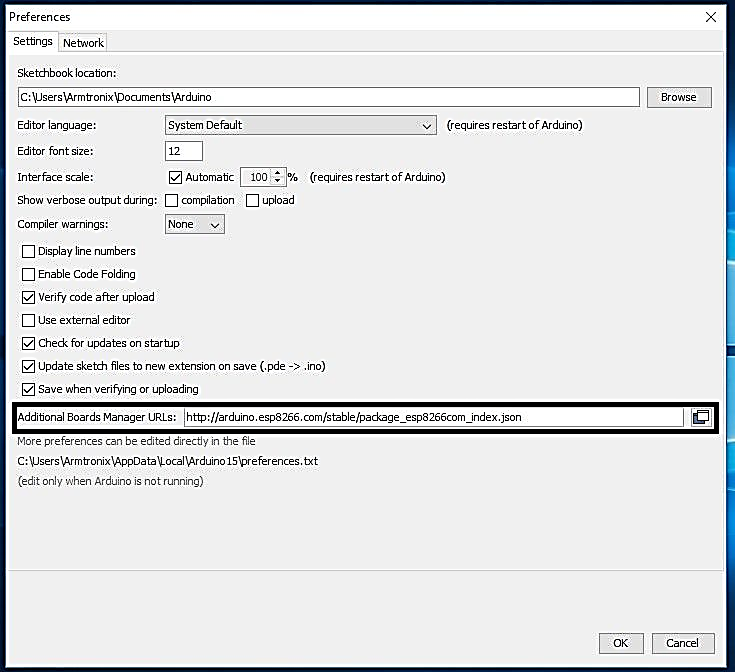 Preferences
Settings Network
Sketchbook location:
C:\Users\Armtronix\Documents\Arduino Browse
Editor language: System Default (requires restart of Arduino)
Editor font size: 12
Interface scale: Automatic 100 % (requires restart of Arduino)
Show verbose output during: compilation upload
Compiler warnings: None
Display line numbers
Enable Code Folding
Verify code after upload
Use external editor
Check for updates on startup
Update sketch files to new extension on save (.pde -> .ino)
Save when verifying or uploading
Additional Boards Manager URLs: http://arduino.esp8266.com/stable/package_esp8266com_index.json
More preferences can be edited directly in the file
C:\Users\Armtronix\AppData\Local\Arduino15\preferences.txt
(edit only when Arduino is not running)
OK Cancel